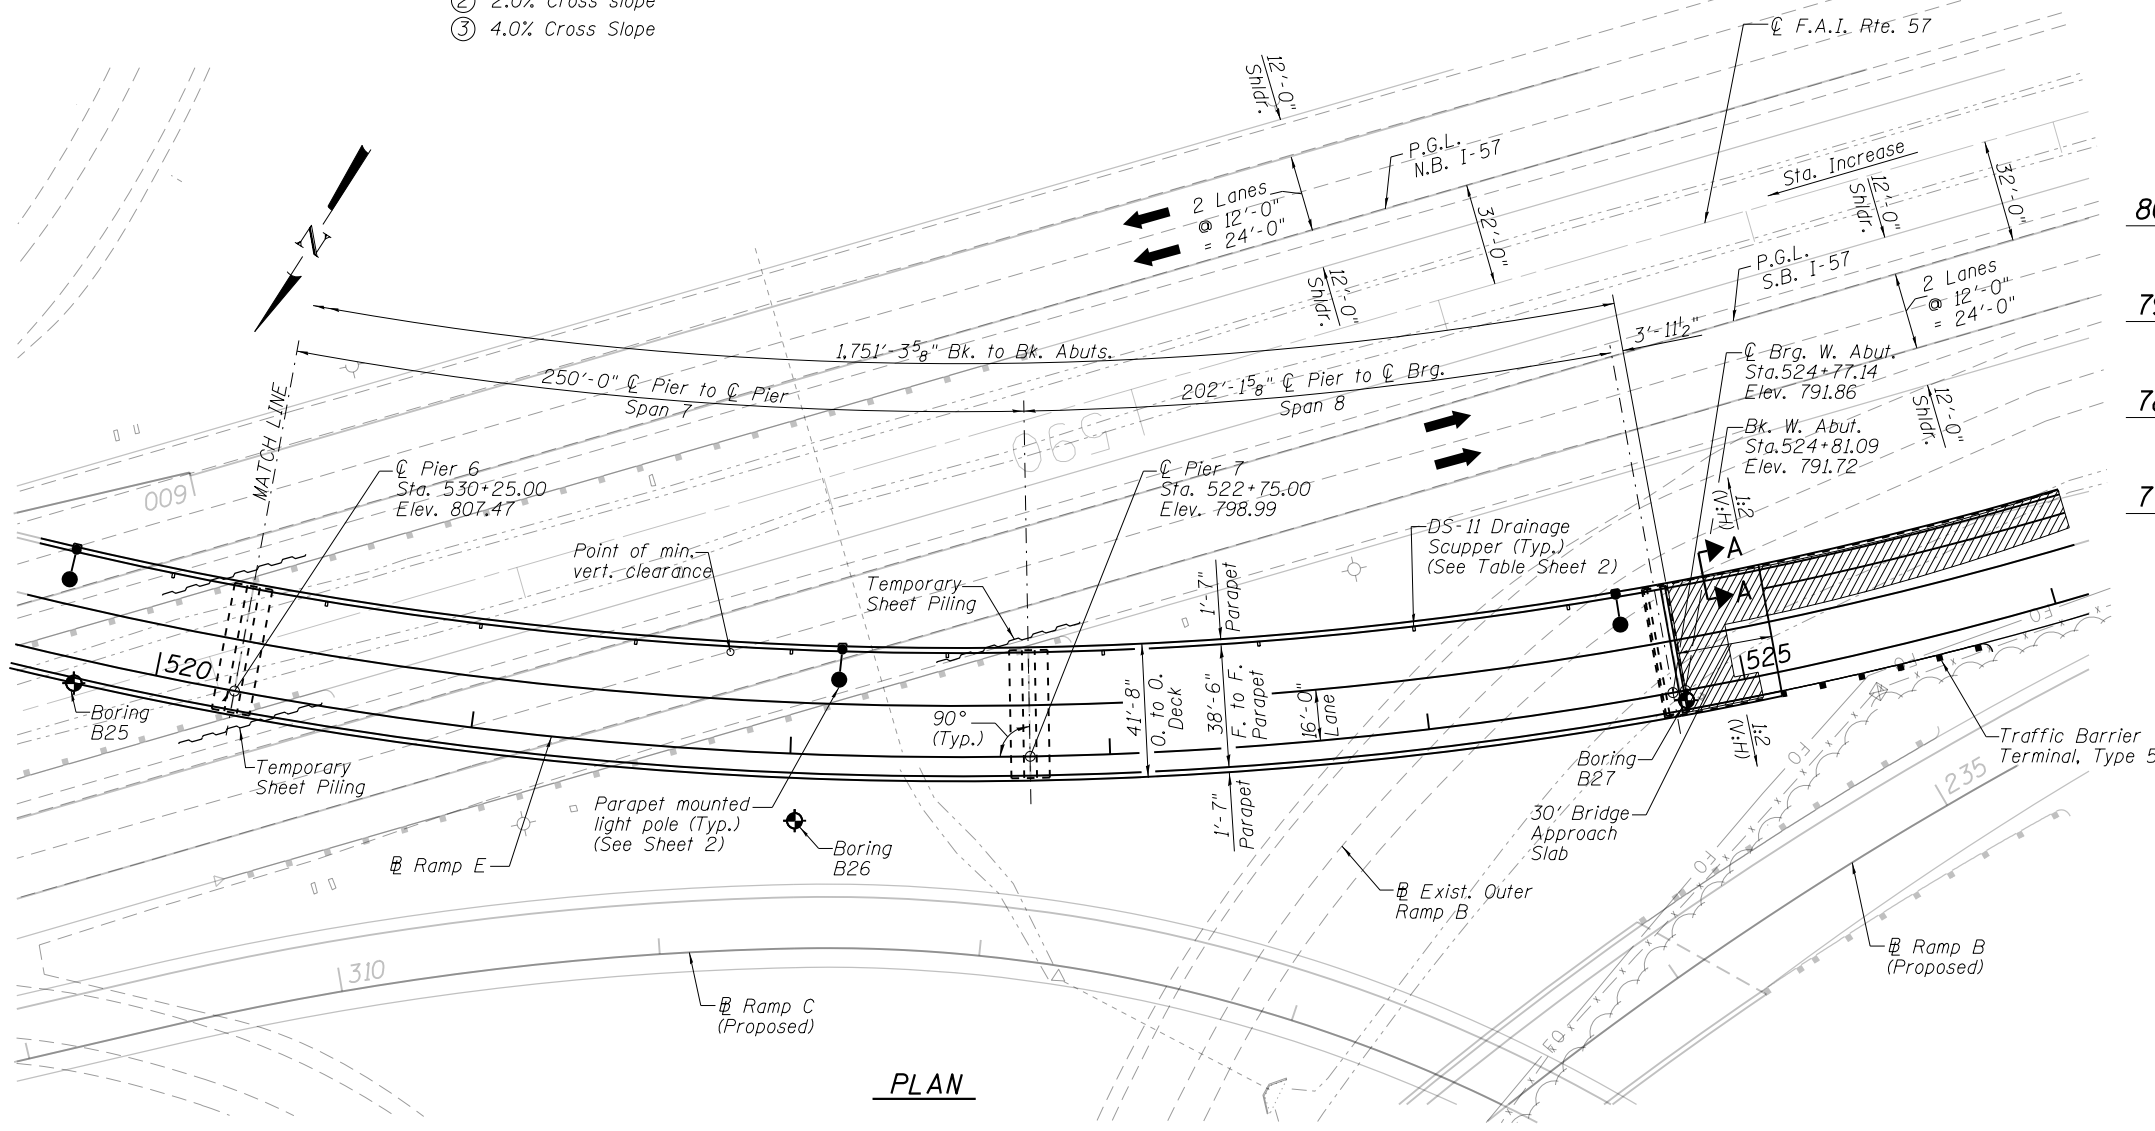 ② 2.0% Cross slope
③ 4.0% Cross Slope
℄ F.A.I. Rte. 57
12'-0"
Shldr.
P.G.L.
N.B. I-57
2 Lanes
@ 12'-0"
= 24'-0"
32'-0"
12'-0"
Shldr.
Sta. Increase
12'-0"
Shldr.
32'-0"
P.G.L.
S.B. I-57
2 Lanes
@ 12'-0"
= 24'-0"
12'-0"
Shldr.
N
MATCH LINE
1,751'-3⅝" Bk. to Bk. Abuts.
3'-11½"
250'-0" ℄ Pier to ℄ Pier
Span 7
202'-1⅝" ℄ Pier to ℄ Brg.
Span 8
℄ Brg. W. Abut.
Sta.524+77.14
Elev. 791.86
Bk. W. Abut.
Sta.524+81.09
Elev. 791.72
600
590
℄ Pier 6
Sta. 530+25.00
Elev. 807.47
℄ Pier 7
Sta. 522+75.00
Elev. 798.99
DS-11 Drainage
Scupper (Typ.)
(See Table Sheet 2)
1:2
(V:H)
A
A
Point of min.
vert. clearance
Temporary
Sheet Piling
1'-7"
Parapet
520
525
Boring
B25
Temporary
Sheet Piling
90°
(Typ.)
41'-8"
O. to O.
Deck
38'-6"
F. to F.
Parapet
16'-0"
Lane
1'-7"
Parapet
Parapet mounted
light pole (Typ.)
(See Sheet 2)
Boring
B26
Boring
B27
30' Bridge
Approach
Slab
1:2
(V:H)
Traffic Barrier
Terminal, Type 5
FO
FO
FO
FO
FO
235
℄ Ramp E
℄ Exist. Outer
Ramp B
℄ Ramp B
(Proposed)
310
℄ Ramp C
(Proposed)
PLAN